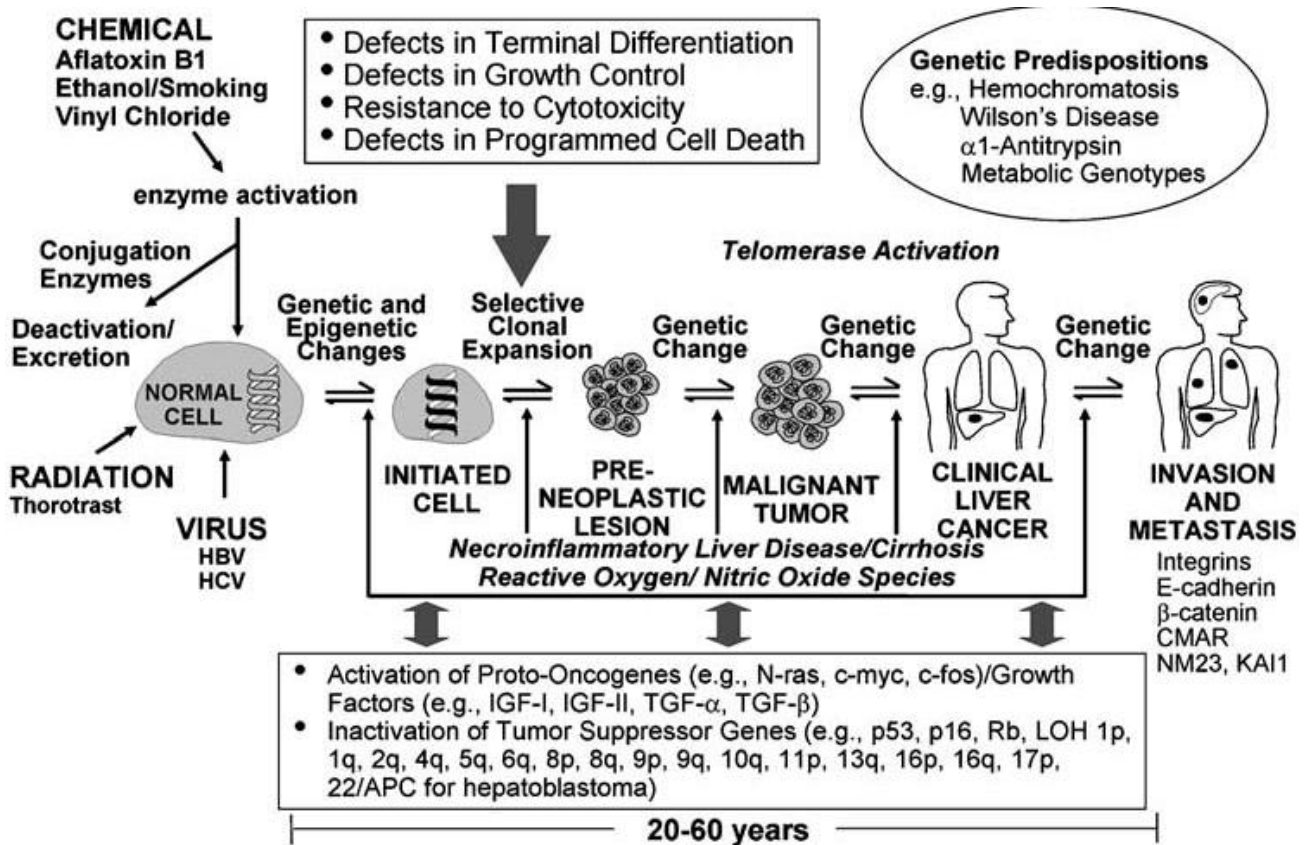 CHEMICAL
Aflatoxin B1
Ethanol/Smoking
Vinyl Chloride
enzyme activation
Conjugation
Enzymes
Deactivation/
Excretion
NORMAL
CELL
RADIATION
Thorotrast
VIRUS
HBV
HCV
• Defects in Terminal Differentiation
• Defects in Growth Control
• Resistance to Cytotoxicity
• Defects in Programmed Cell Death
Genetic Predispositions
e.g., Hemochromatosis
Wilson's Disease
α1-Antitrypsin
Metabolic Genotypes
Telomerase Activation
Genetic and
Epigenetic
Changes
Selective
Clonal
Expansion
Genetic
Change
Genetic
Change
Genetic
Change
INITIATED
CELL
PRE-
NEOPLASTIC
LESION
MALIGNANT
TUMOR
CLINICAL
LIVER
CANCER
INVASION
AND
METASTASIS
Integrins
E-cadherin
β-catenin
CMAR
NM23, KAI1
Necroinflammatory Liver Disease/Cirrhosis
Reactive Oxygen/ Nitric Oxide Species
• Activation of Proto-Oncogenes (e.g., N-ras, c-myc, c-fos)/Growth
Factors (e.g., IGF-I, IGF-II, TGF-α, TGF-β)
• Inactivation of Tumor Suppressor Genes (e.g., p53, p16, Rb, LOH 1p,
1q, 2q, 4q, 5q, 6q, 8p, 8q, 9p, 9q, 10q, 11p, 13q, 16p, 16q, 17p,
22/APC for hepatoblastoma)
20-60 years